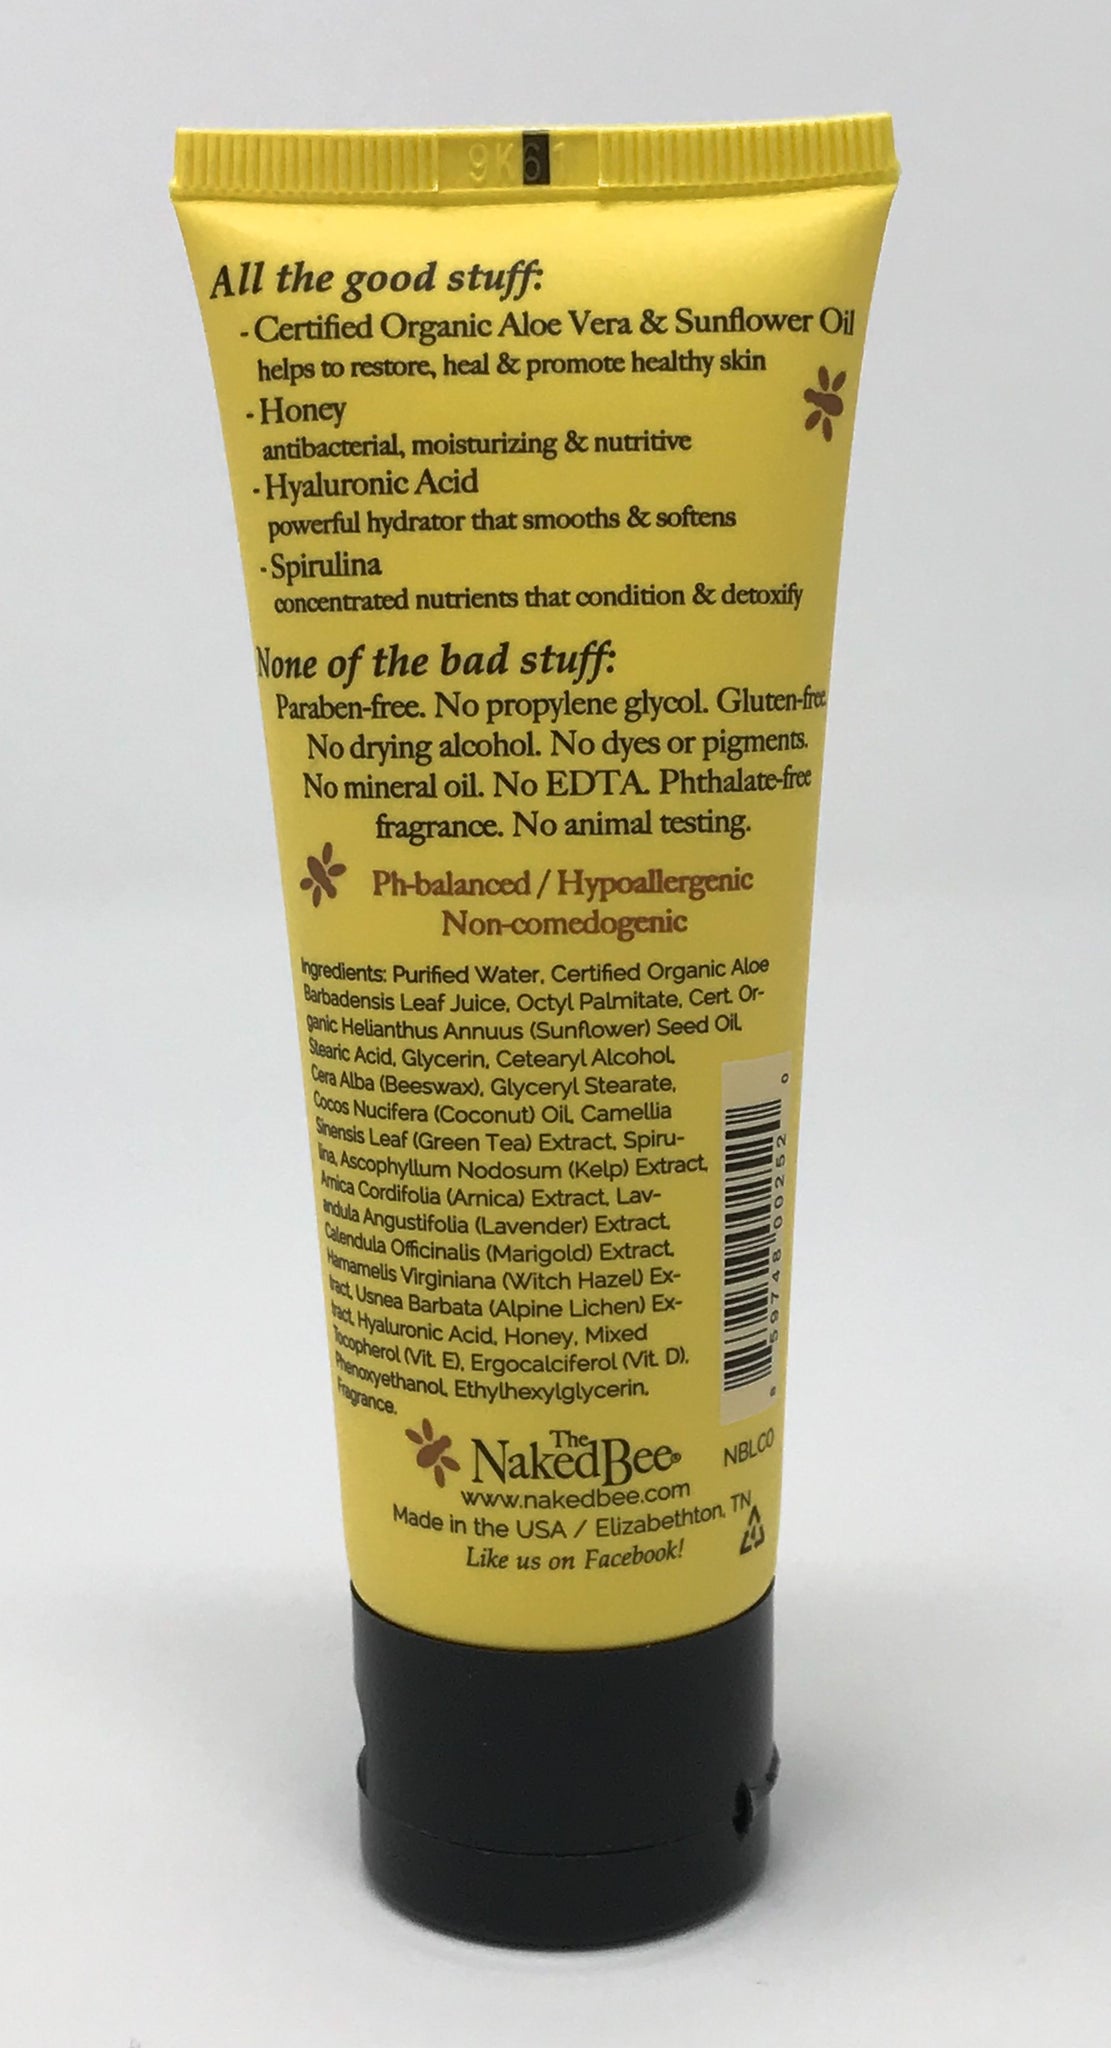 9K61
All the good stuff:
- Certified Organic Aloe Vera & Sunflower Oil
helps to restore, heal & promote healthy skin
- Honey
antibacterial, moisturizing & nutritive
- Hyaluronic Acid
powerful hydrator that smooths & softens
- Spirulina
concentrated nutrients that condition & detoxify
None of the bad stuff:
Paraben-free. No propylene glycol. Gluten-free.
No drying alcohol. No dyes or pigments.
No mineral oil. No EDTA. Phthalate-free
fragrance. No animal testing.
Ph-balanced / Hypoallergenic
Non-comedogenic
Ingredients: Purified Water, Certified Organic Aloe
Barbadensis Leaf Juice, Octyl Palmitate, Cert. Or-
ganic Helianthus Annuus (Sunflower) Seed Oil,
Stearic Acid, Glycerin, Cetearyl Alcohol,
Cera Alba (Beeswax), Glyceryl Stearate,
Cocos Nucifera (Coconut) Oil, Camellia
Sinensis Leaf (Green Tea) Extract, Spiru-
lina, Ascophyllum Nodosum (Kelp) Extract,
Arnica Cordifolia (Arnica) Extract, Lav-
andula Angustifolia (Lavender) Extract,
Calendula Officinalis (Marigold) Extract,
Hamamelis Virginiana (Witch Hazel) Ex-
tract, Usnea Barbata (Alpine Lichen) Ex-
tract, Hyaluronic Acid, Honey, Mixed
Tocopherol (Vit. E), Ergocalciferol (Vit. D),
Phenoxyethanol, Ethylhexylglycerin,
Fragrance.
8 59748 00252 0
NBLCO
The
Naked Bee®
www.nakedbee.com
Made in the USA / Elizabethton, TN
Like us on Facebook!